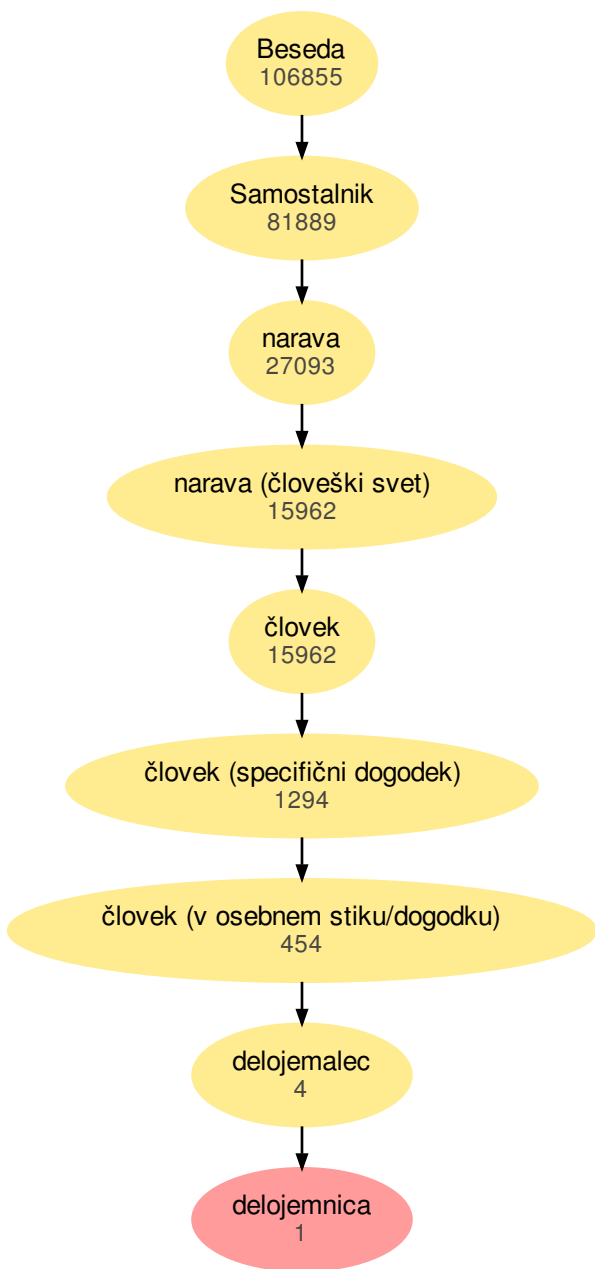 Beseda
106855
Samostalnik
81889
narava
27093
narava (človeški svet)
15962
človek
15962
človek (specifični dogodek)
1294
človek (v osebnem stiku/dogodku)
454
delojemalec
4
delojemnica
1